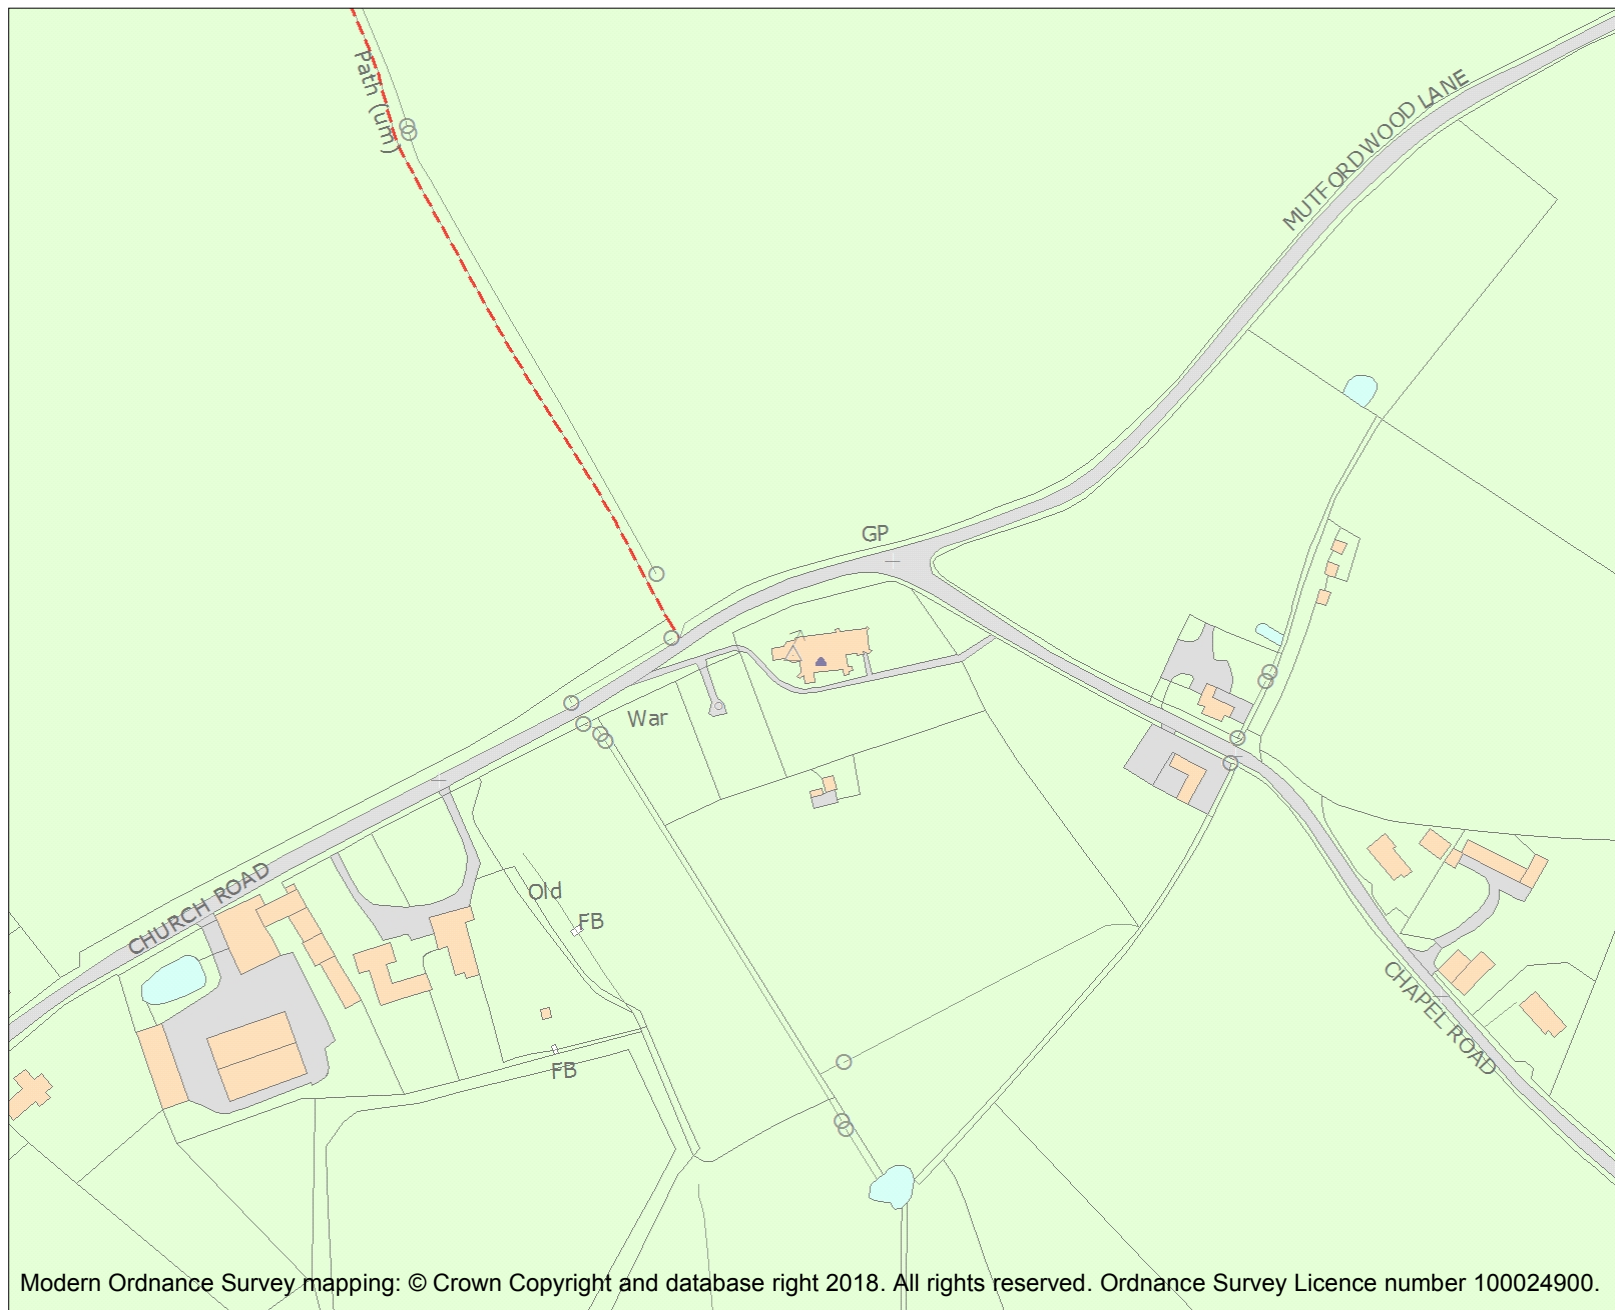 Path (um)
MUTFORDWOOD LANE
GP
War
CHURCH ROAD
Old
FB
FB
CHAPEL ROAD
Modern Ordnance Survey mapping: © Crown Copyright and database right 2018. All rights reserved. Ordnance Survey Licence number 100024900.